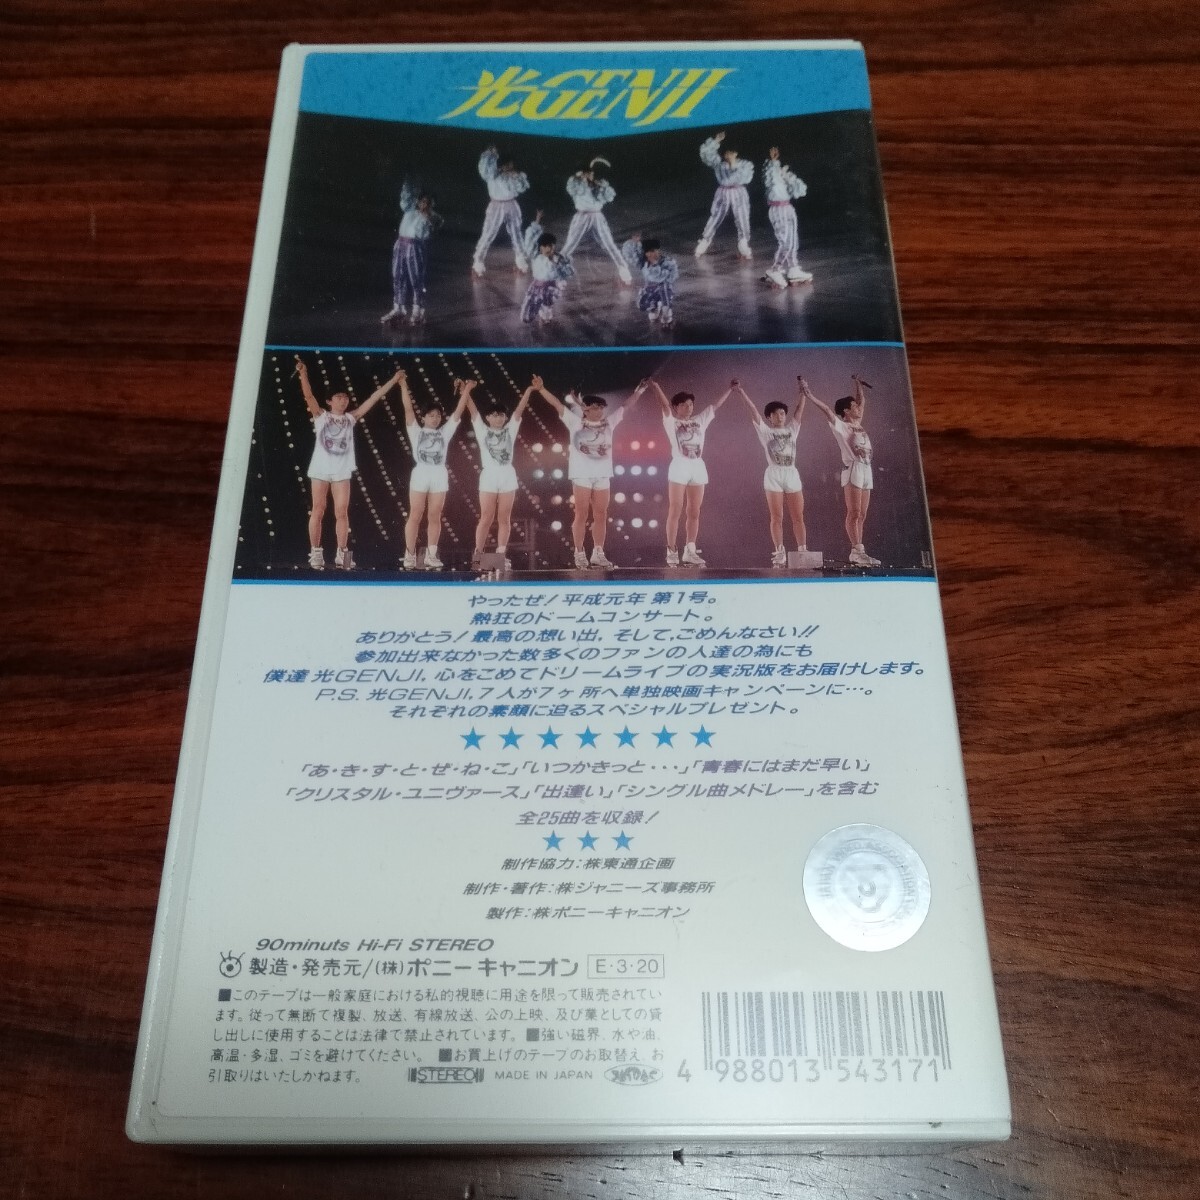 光GENJI
やったぜ！平成元年 第1号。
熱狂のドームコンサート。
ありがとう！最高の想い出，そして，ごめんなさい!!
参加出来なかった数多くのファンの人達の為にも
僕達 光GENJI，心をこめてドリームライブの実況版をお届けします。
P.S. 光GENJI，7人が7ヶ所へ単独映画キャンペーンに…。
それぞれの素顔に迫るスペシャルプレゼント。
★★★★★★★
「あ・き・す・と・ぜ・ね・こ」「いつかきっと・・・」「青春にはまだ早い」
「クリスタル・ユニヴァース」「出逢い」「シングル曲メドレー」を含む
全25曲を収録！
★★★
制作協力：株東通企画
制作・著作：株ジャニーズ事務所
製作：株ポニーキャニオン
90minuts Hi-Fi STEREO
製造・発売元/(株)ポニーキャニオン E・3・20
■このテープは一般家庭における私的視聴に用途を限って販売されてい
ます。従って無断で複製、放送、有線放送、公の上映、及び業としての貸
し出しに使用することは法律で禁止されています。■強い磁界、水や油、
高温・多湿、ゴミを避けてください。■お買上げのテープのお取替え、お
引取りはいたしかねます。
STEREO MADE IN JAPAN
4 988013 543171